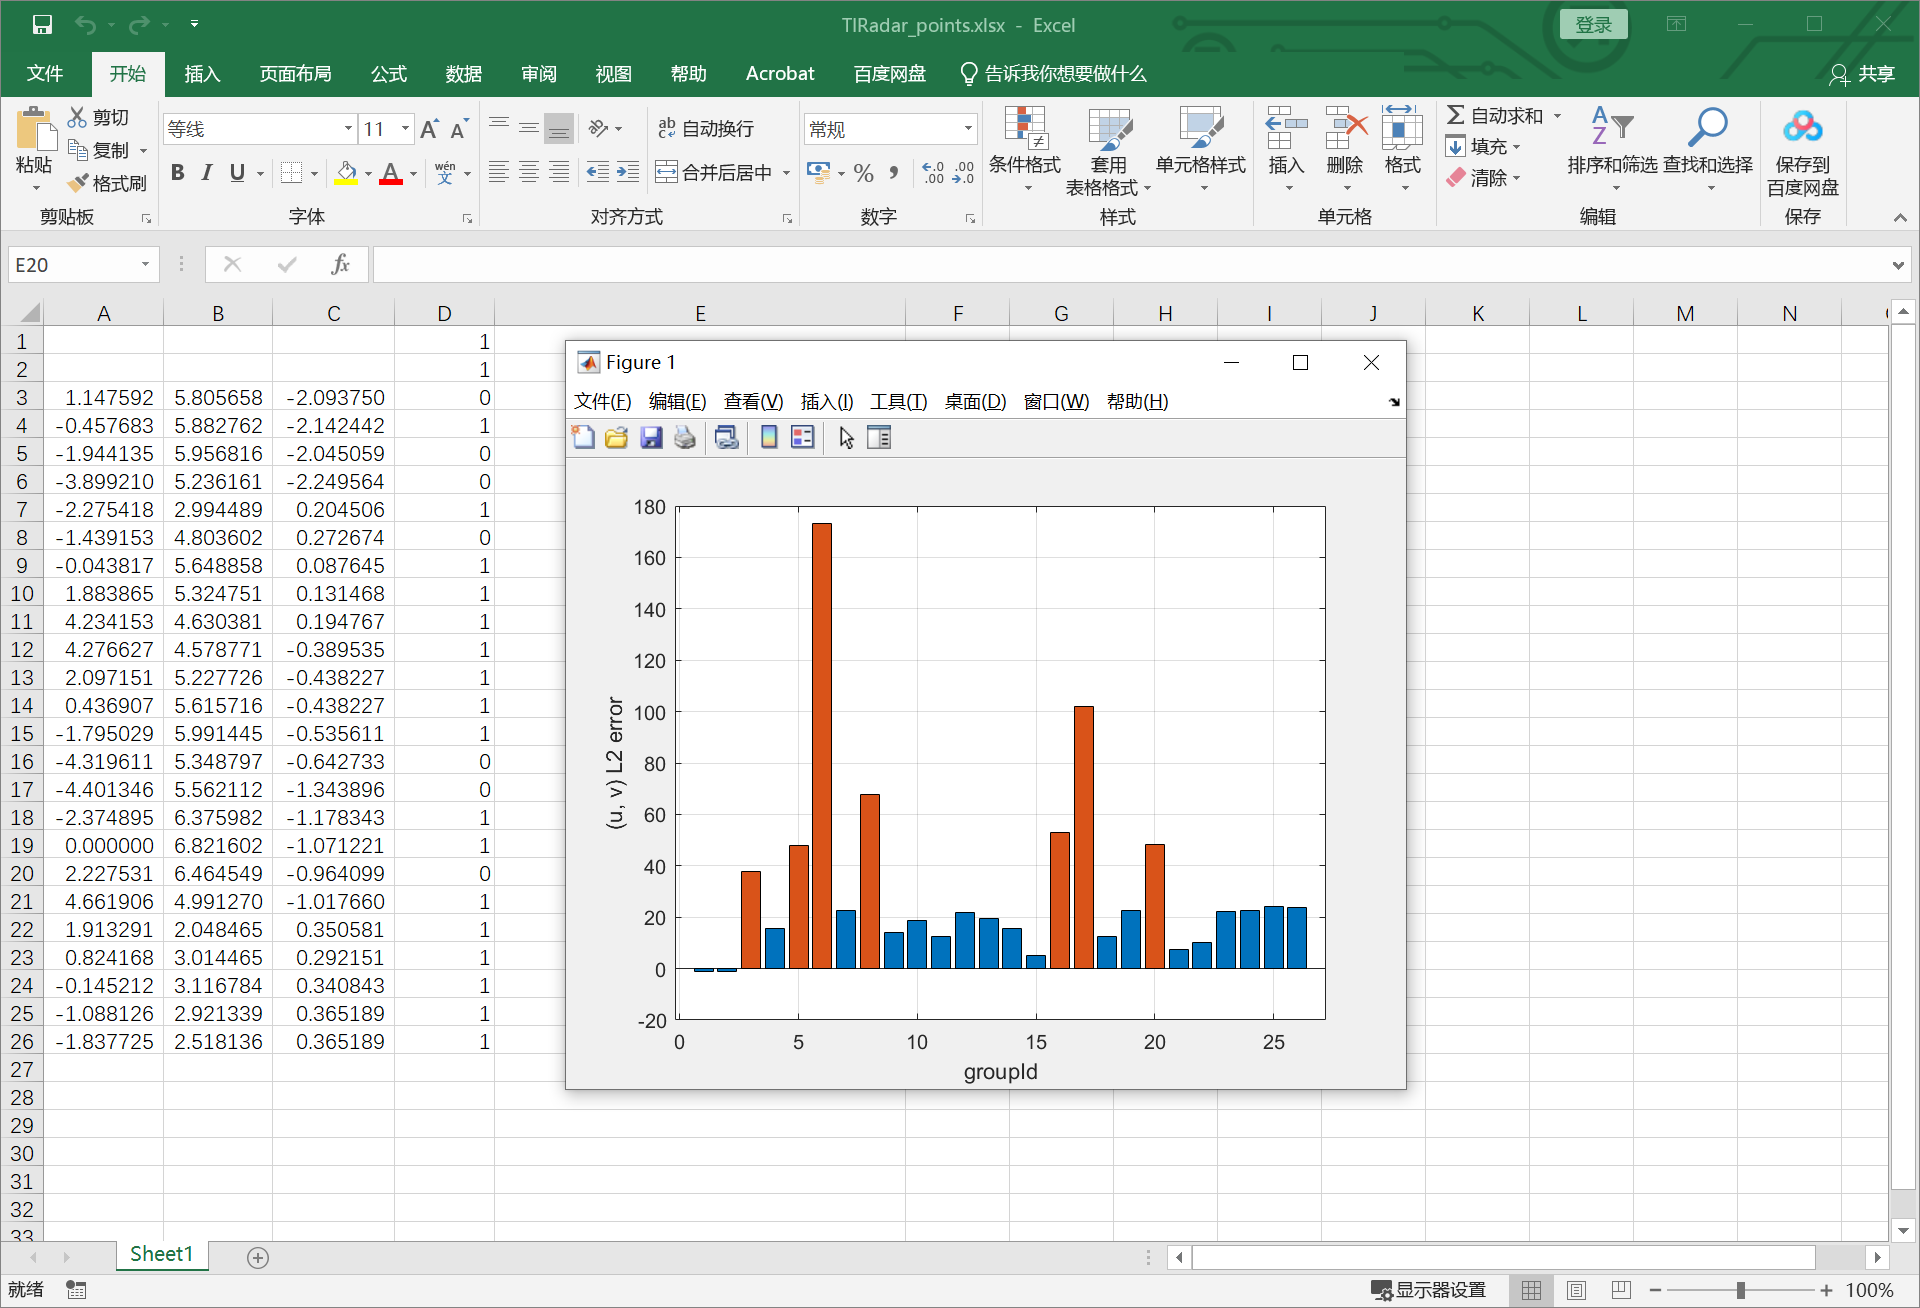 TIRadar_points.xlsx - Excel
登录
文件 开始 插入 页面布局 公式 数据 审阅 视图 帮助 Acrobat 百度网盘 告诉我你想要做什么 共享
粘贴
剪切
复制
格式刷
剪贴板
等线 11 A A
B I U A wén 文
字体
ab c 自动换行
合并后居中
对齐方式
常规
% , .0 .00 .00 .0
数字
条件格式 套用 表格格式 单元格样式
样式
插入 删除 格式
单元格
Σ 自动求和
填充
清除
A Z 排序和筛选 查找和选择
编辑
保存到 百度网盘
保存
E20 fx
A B C D E F G H I J K L M N
1 1
2 1
3 1.147592 5.805658 -2.093750 0
4 -0.457683 5.882762 -2.142442 1
5 -1.944135 5.956816 -2.045059 0
6 -3.899210 5.236161 -2.249564 0
7 -2.275418 2.994489 0.204506 1
8 -1.439153 4.803602 0.272674 0
9 -0.043817 5.648858 0.087645 1
10 1.883865 5.324751 0.131468 1
11 4.234153 4.630381 0.194767 1
12 4.276627 4.578771 -0.389535 1
13 2.097151 5.227726 -0.438227 1
14 0.436907 5.615716 -0.438227 1
15 -1.795029 5.991445 -0.535611 1
16 -4.319611 5.348797 -0.642733 0
17 -4.401346 5.562112 -1.343896 0
18 -2.374895 6.375982 -1.178343 1
19 0.000000 6.821602 -1.071221 1
20 2.227531 6.464549 -0.964099 0
21 4.661906 4.991270 -1.017660 1
22 1.913291 2.048465 0.350581 1
23 0.824168 3.014465 0.292151 1
24 -0.145212 3.116784 0.340843 1
25 -1.088126 2.921339 0.365189 1
26 -1.837725 2.518136 0.365189 1
27
28
29
30
31
32
33
Figure 1
文件(F) 编辑(E) 查看(V) 插入(I) 工具(T) 桌面(D) 窗口(W) 帮助(H)
180
160
140
120
100
80
60
40
20
0
-20
(u, v) L2 error
0 5 10 15 20 25
groupId
Sheet1
就绪 显示器设置 100%